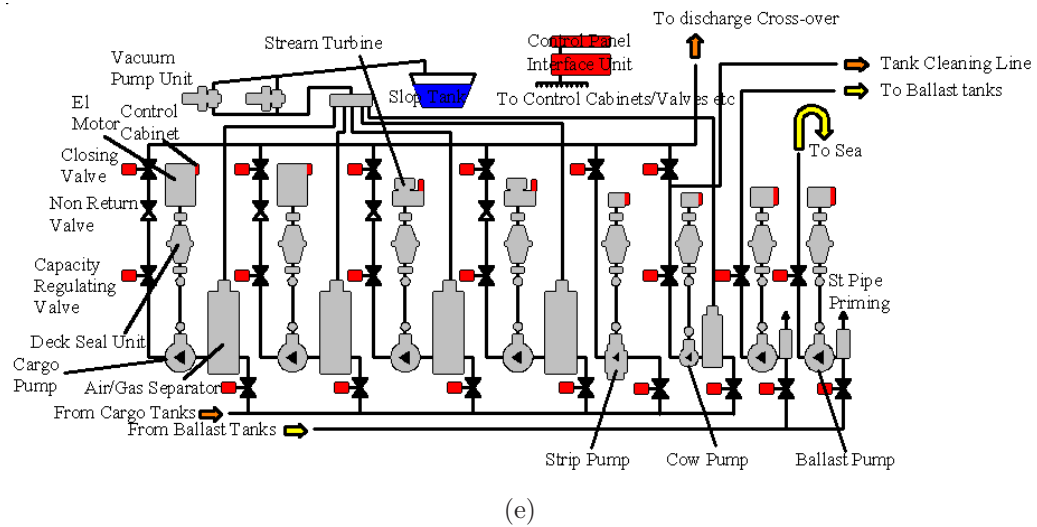 To discharge Cross-over
Stream Turbine
Control Panel
Vacuum
Pump Unit
Interface Unit
Tank Cleaning Line
Slop Tank
To Control Cabinets/Valves etc
To Ballast tanks
El
Motor
Control
Cabinet
To Sea
Closing
Valve
Non Return
Valve
Capacity
Regulating
Valve
St Pipe
Priming
Deck Seal Unit
Cargo
Pump
Air/Gas Separator
From Cargo Tanks
From Ballast Tanks
Strip Pump
Cow Pump
Ballast Pump
(e)